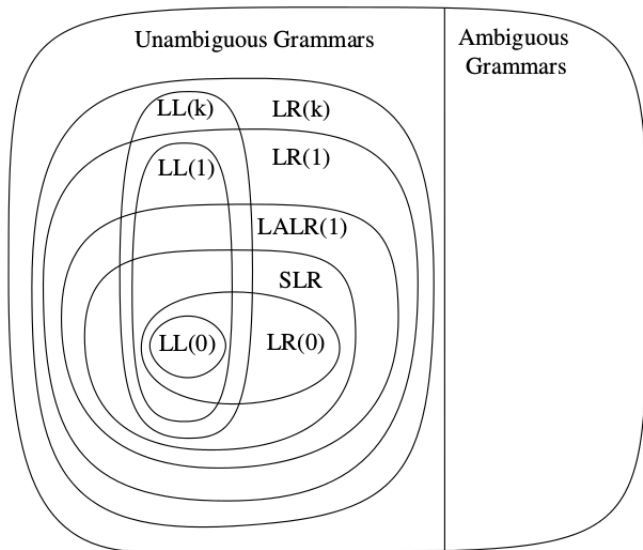 Unambiguous Grammars
Ambiguous
Grammars
LL(k)
LR(k)
LL(1)
LR(1)
LALR(1)
SLR
LL(0)
LR(0)